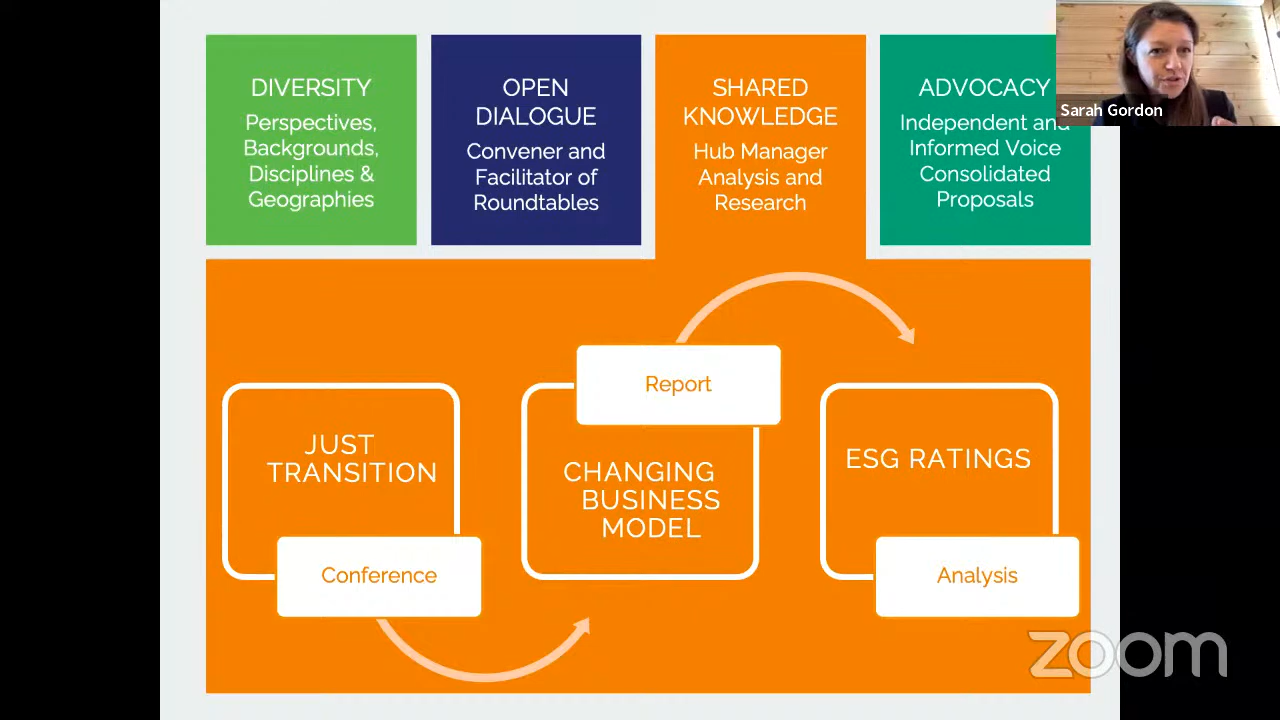 DIVERSITY
Perspectives,
Backgrounds,
Disciplines &
Geographies
OPEN
DIALOGUE
Convener and
Facilitator of
Roundtables
SHARED
KNOWLEDGE
Hub Manager
Analysis and
Research
ADVOCACY
Independent and
Informed Voice
Consolidated
Proposals
Sarah Gordon
Report
JUST
TRANSITION
CHANGING
BUSINESS
MODEL
ESG RATINGS
Conference
Analysis
zoom